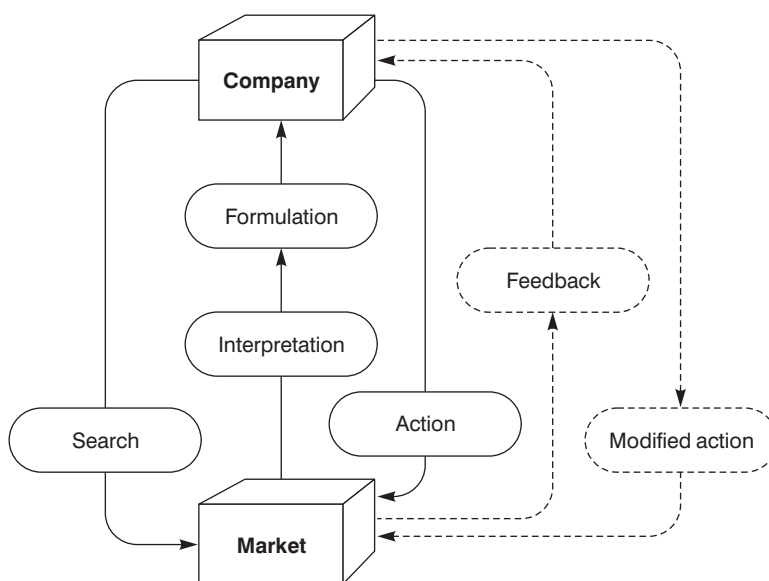 Company
Formulation
Feedback
Interpretation
Search
Action
Modified action
Market